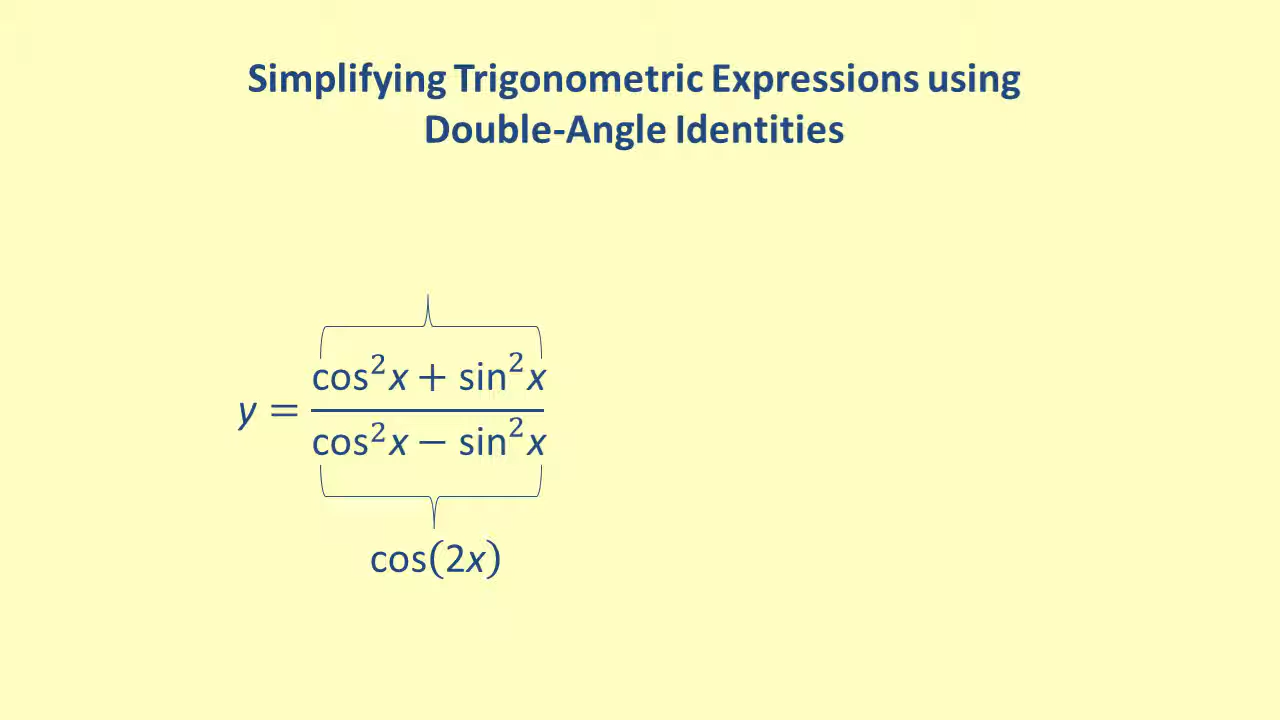 Simplifying Trigonometric Expressions using
Double-Angle Identities
y = (cos²x + sin²x)/(cos²x − sin²x)
cos(2x)